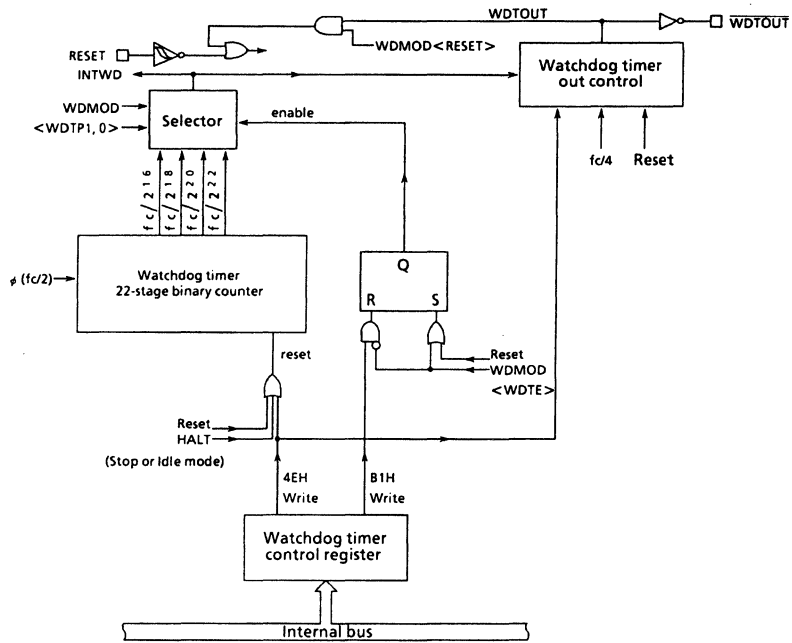 WDTOUT
WDTOUT
RESET
WDMOD<RESET>
INTWD
Watchdog timer
out control
WDMOD
<WDTP1, 0>
Selector
enable
fc/4
Reset
fc/2 16
fc/2 18
fc/2 20
fc/2 22
Watchdog timer
22-stage binary counter
ϕ (fc/2)
Q
R
S
reset
Reset
WDMOD
<WDTE>
Reset
HALT
(Stop or Idle mode)
4EH
Write
B1H
Write
Watchdog timer
control register
Internal bus